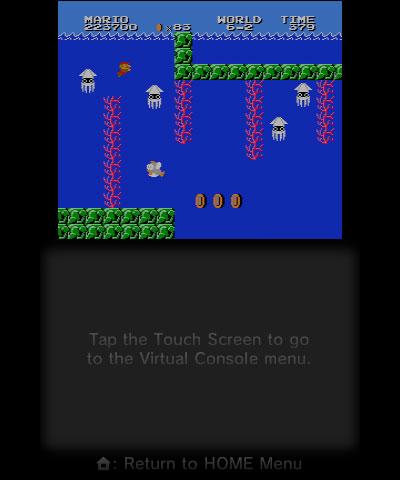 MARIO WORLD TIME
223700 ×83 6-2 379
Tap the Touch Screen to go
to the Virtual Console menu.
: Return to HOME Menu